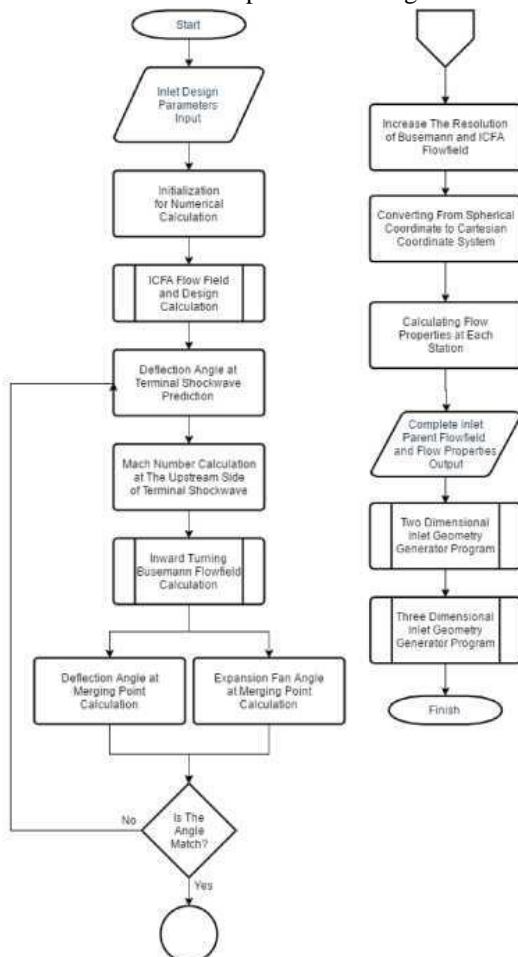 Start
Inlet Design
Parameters
Input
Initialization
for Numerical
Calculation
ICFA Flow Field
and Design
Calculation
Deflection Angle at
Terminal Shockwave
Prediction
Mach Number Calculation
at The Upstream Side
of Terminal Shockwave
Inward Turning
Busemann Flowfield
Calculation
Deflection Angle at
Merging Point
Calculation
Expansion Fan Angle
at Merging Point
Calculation
Is The
Angle
Match?
No
Yes
Increase The Resolution
of Busemann and ICFA
Flowfield
Converting From Spherical
Coordinate to Cartesian
Coordinate System
Calculating Flow
Properties at Each
Station
Complete Inlet
Parent Flowfield
and Flow Properties
Output
Two Dimensional
Inlet Geometry
Generator Program
Three Dimensional
Inlet Geometry
Generator Program
Finish